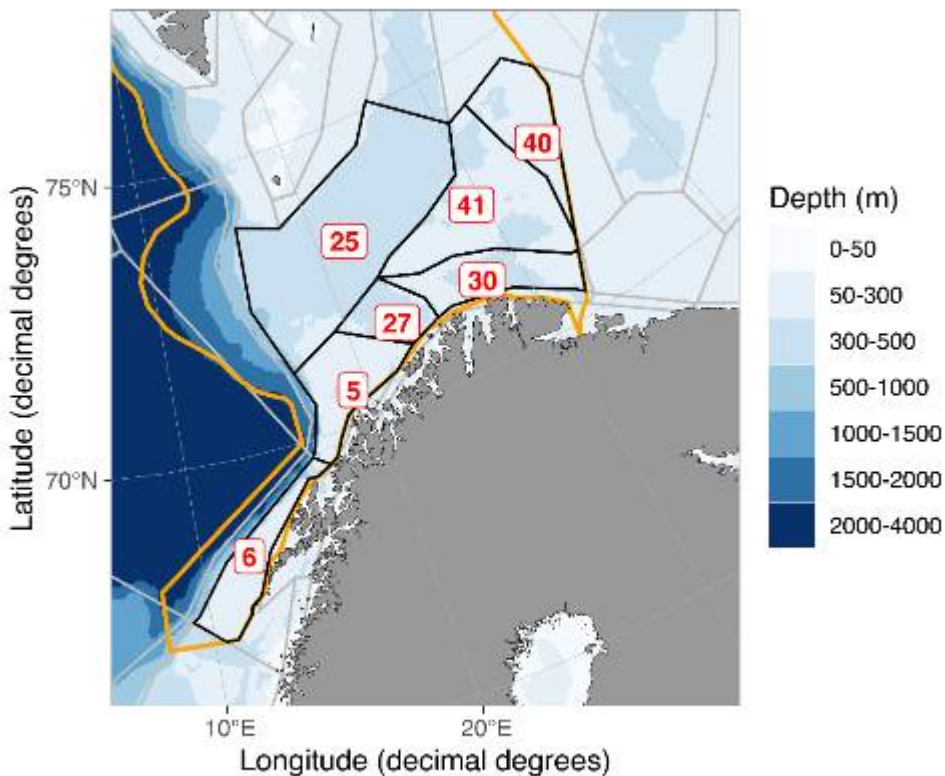 40
75°N
41
25
30
27
5
70°N
6
10°E
20°E
Longitude (decimal degrees)
Latitude (decimal degrees)
Depth (m)
0-50
50-300
300-500
500-1000
1000-1500
1500-2000
2000-4000